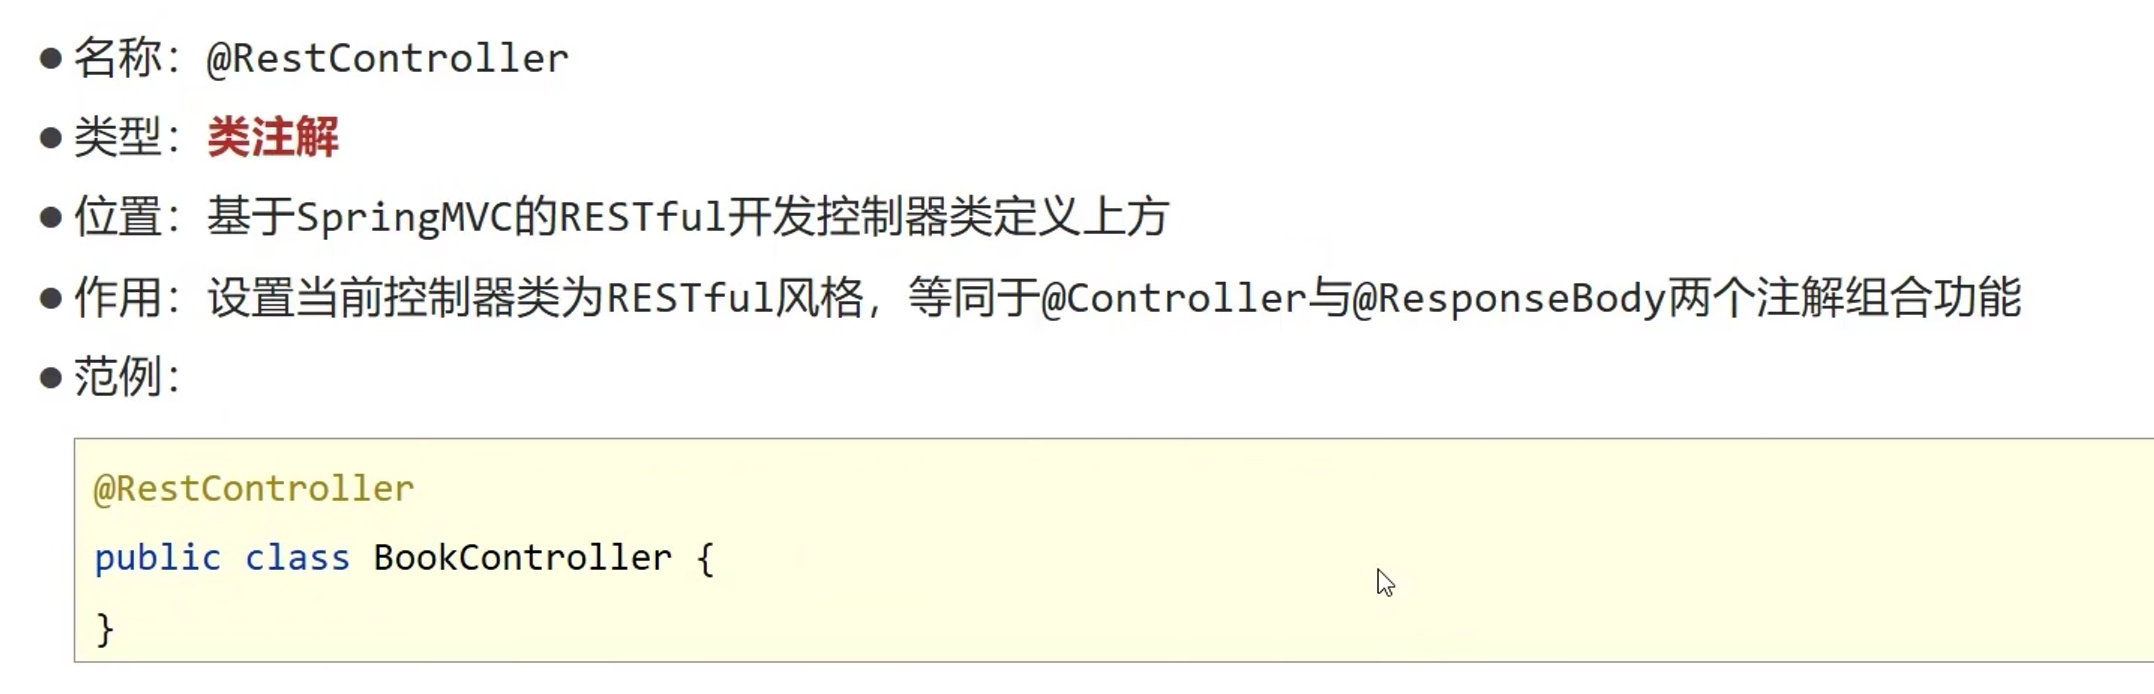 ● 名称：@RestController
● 类型：类注解
● 位置：基于SpringMVC的RESTful开发控制器类定义上方
● 作用：设置当前控制器类为RESTful风格，等同于@Controller与@ResponseBody两个注解组合功能
● 范例：
@RestController
public class BookController {
}